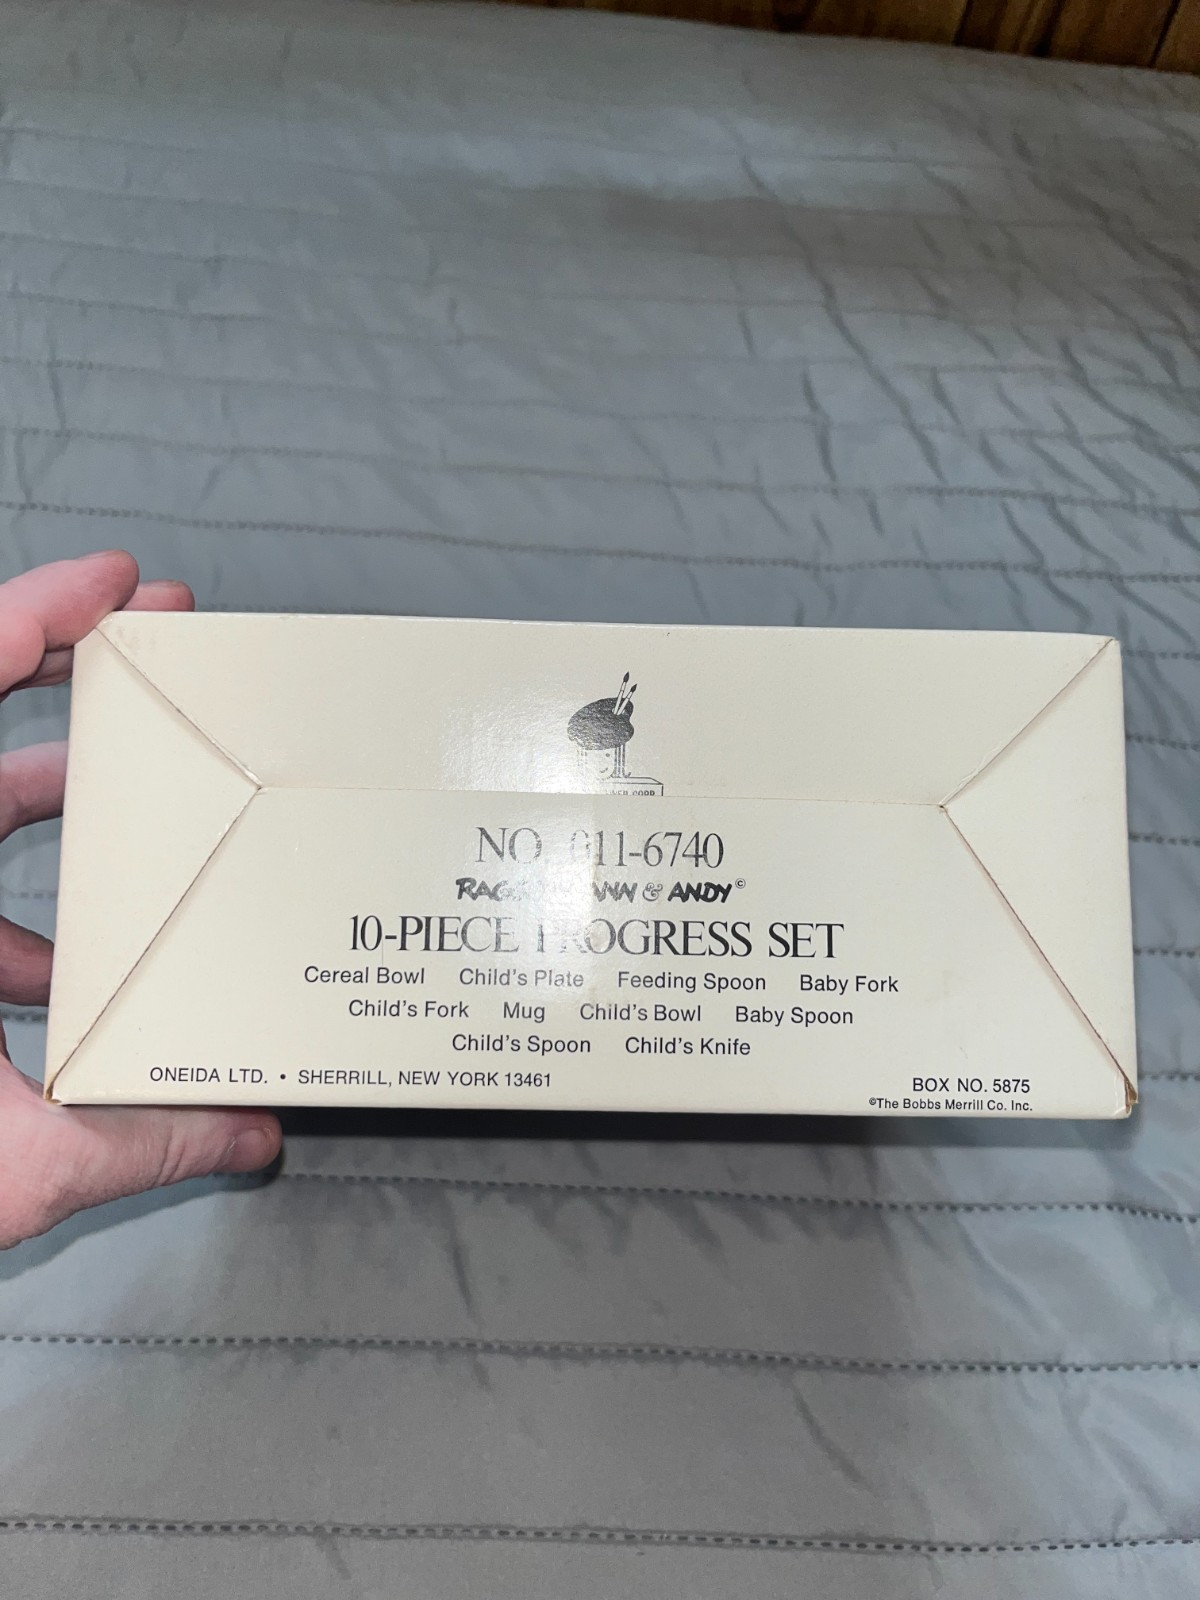 NO. 011-6740
ANN & ANDY©
10-PIECE PROGRESS SET
Cereal Bowl Child's Plate Feeding Spoon Baby Fork
Child's Fork Mug Child's Bowl Baby Spoon
Child's Spoon Child's Knife
ONEIDA LTD. • SHERRILL, NEW YORK 13461
BOX NO. 5875
©The Bobbs Merrill Co. Inc.